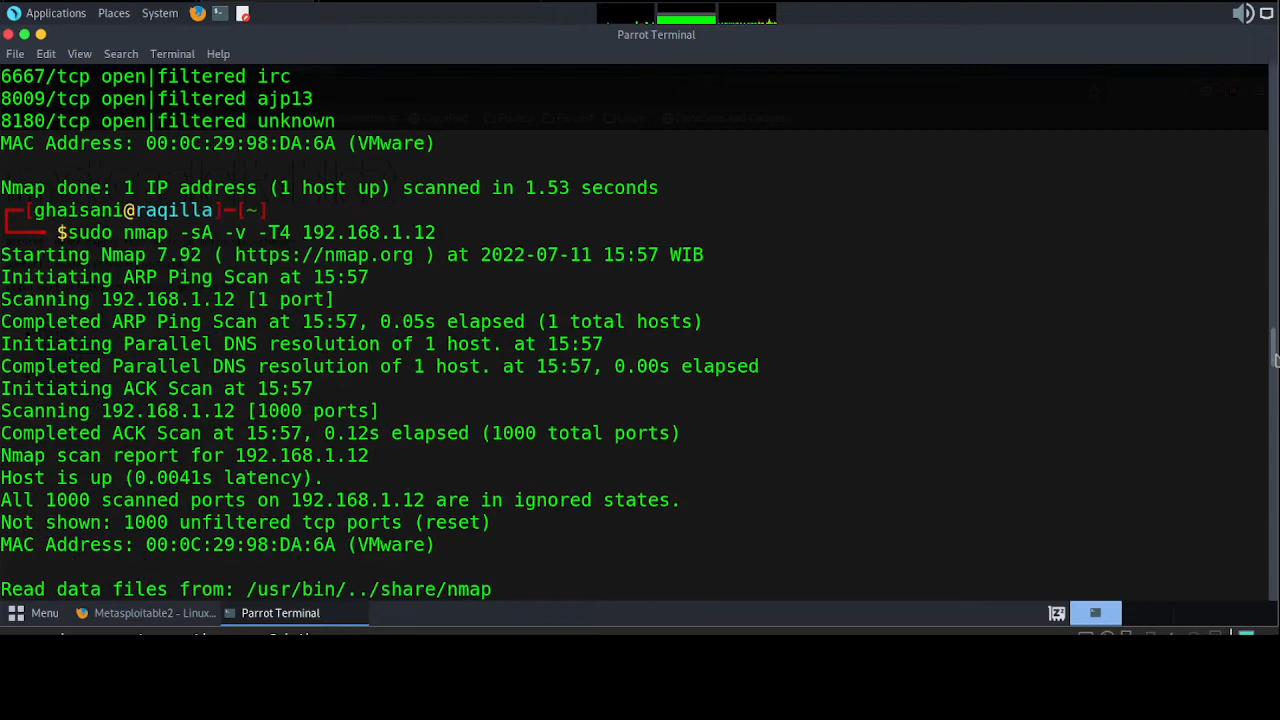 Applications Places System
Parrot Terminal
File Edit View Search Terminal Help
6667/tcp open|filtered irc
8009/tcp open|filtered ajp13
8180/tcp open|filtered unknown
MAC Address: 00:0C:29:98:DA:6A (VMware)
Nmap done: 1 IP address (1 host up) scanned in 1.53 seconds
[ghaisani@raqilla]─[~]
$sudo nmap -sA -v -T4 192.168.1.12
Starting Nmap 7.92 ( https://nmap.org ) at 2022-07-11 15:57 WIB
Initiating ARP Ping Scan at 15:57
Scanning 192.168.1.12 [1 port]
Completed ARP Ping Scan at 15:57, 0.05s elapsed (1 total hosts)
Initiating Parallel DNS resolution of 1 host. at 15:57
Completed Parallel DNS resolution of 1 host. at 15:57, 0.00s elapsed
Initiating ACK Scan at 15:57
Scanning 192.168.1.12 [1000 ports]
Completed ACK Scan at 15:57, 0.12s elapsed (1000 total ports)
Nmap scan report for 192.168.1.12
Host is up (0.0041s latency).
All 1000 scanned ports on 192.168.1.12 are in ignored states.
Not shown: 1000 unfiltered tcp ports (reset)
MAC Address: 00:0C:29:98:DA:6A (VMware)
Read data files from: /usr/bin/../share/nmap
Menu Metasploitable2 - Linux... Parrot Terminal